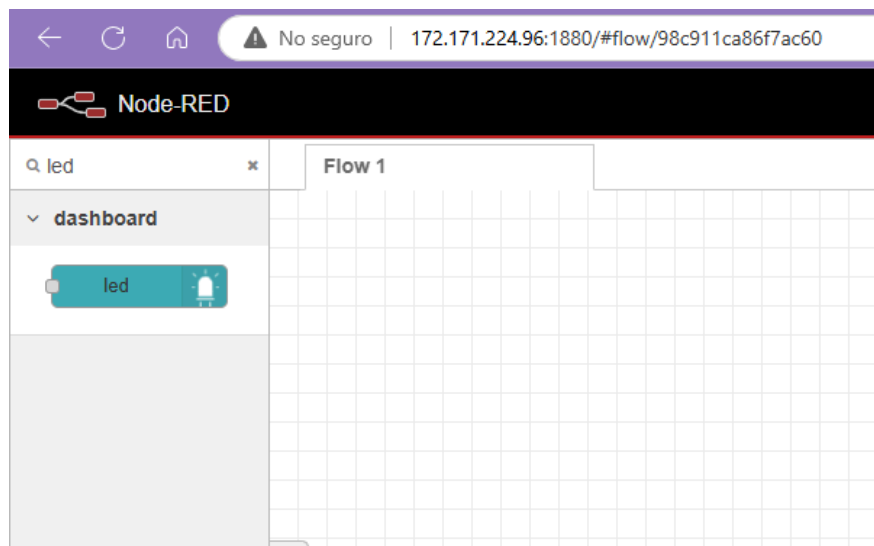 No seguro | 172.171.224.96:1880/#flow/98c911ca86f7ac60
Node-RED
led
Flow 1
dashboard
led